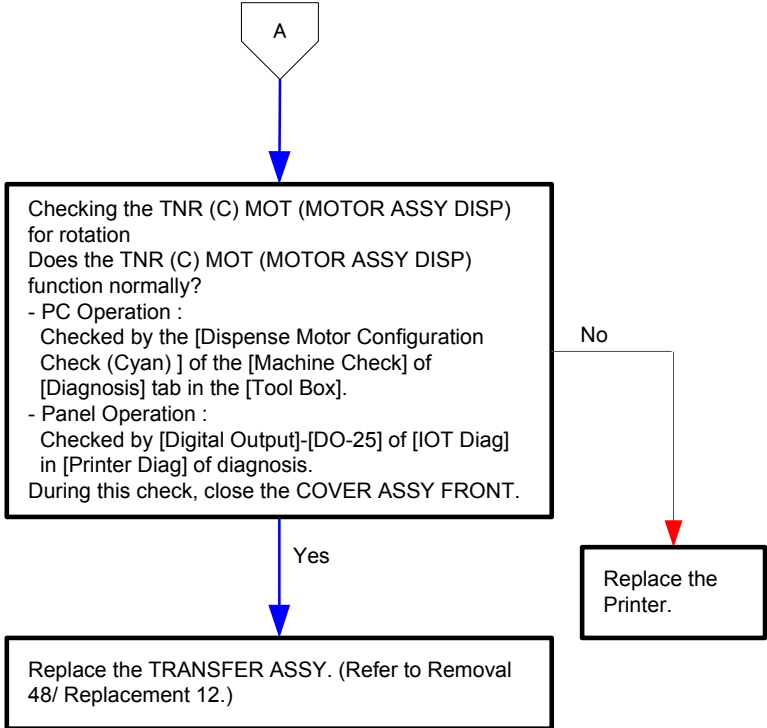 A
Checking the TNR (C) MOT (MOTOR ASSY DISP)
for rotation
Does the TNR (C) MOT (MOTOR ASSY DISP)
function normally?
- PC Operation :
Checked by the [Dispense Motor Configuration
Check (Cyan) ] of the [Machine Check] of
[Diagnosis] tab in the [Tool Box].
- Panel Operation :
Checked by [Digital Output]-[DO-25] of [IOT Diag]
in [Printer Diag] of diagnosis.
During this check, close the COVER ASSY FRONT.
No
Yes
Replace the
Printer.
Replace the TRANSFER ASSY. (Refer to Removal
48/ Replacement 12.)